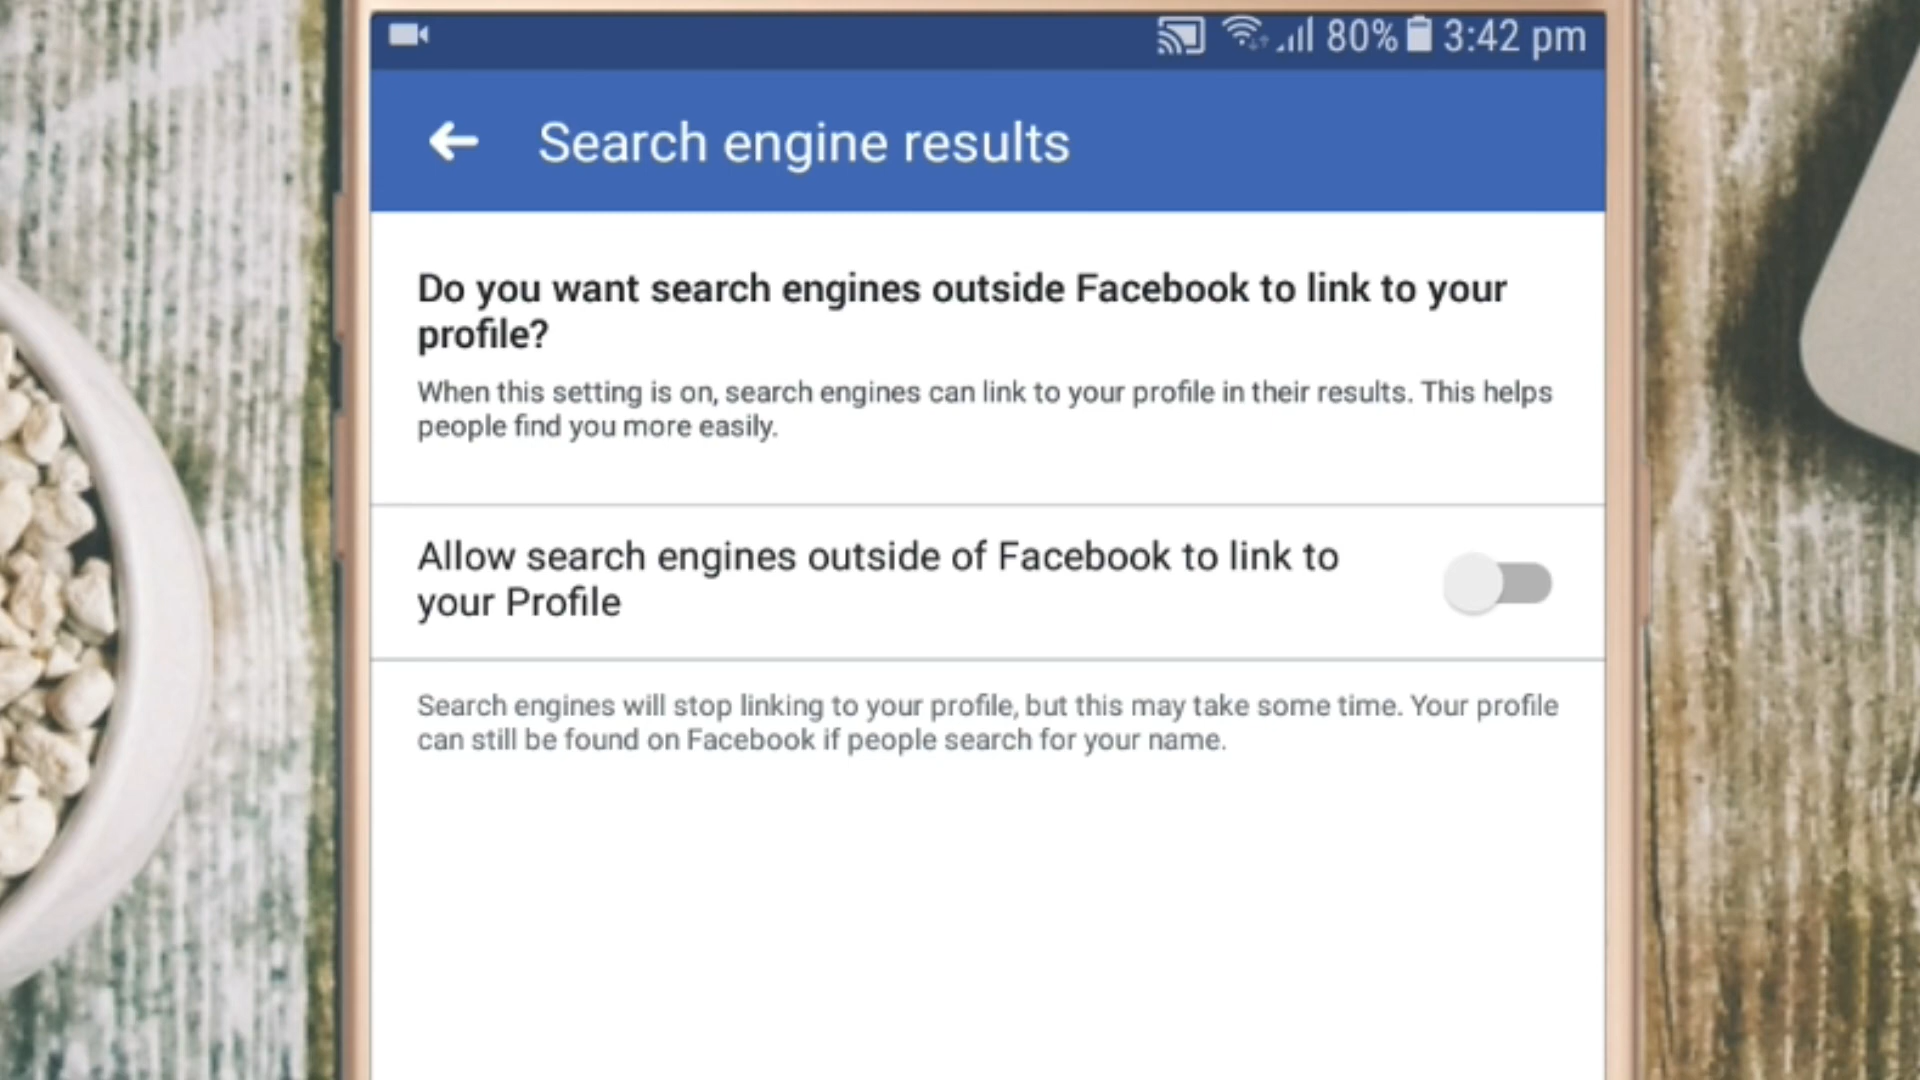 80% 3:42 pm
Search engine results
Do you want search engines outside Facebook to link to your
profile?
When this setting is on, search engines can link to your profile in their results. This helps
people find you more easily.
Allow search engines outside of Facebook to link to
your Profile
Search engines will stop linking to your profile, but this may take some time. Your profile
can still be found on Facebook if people search for your name.